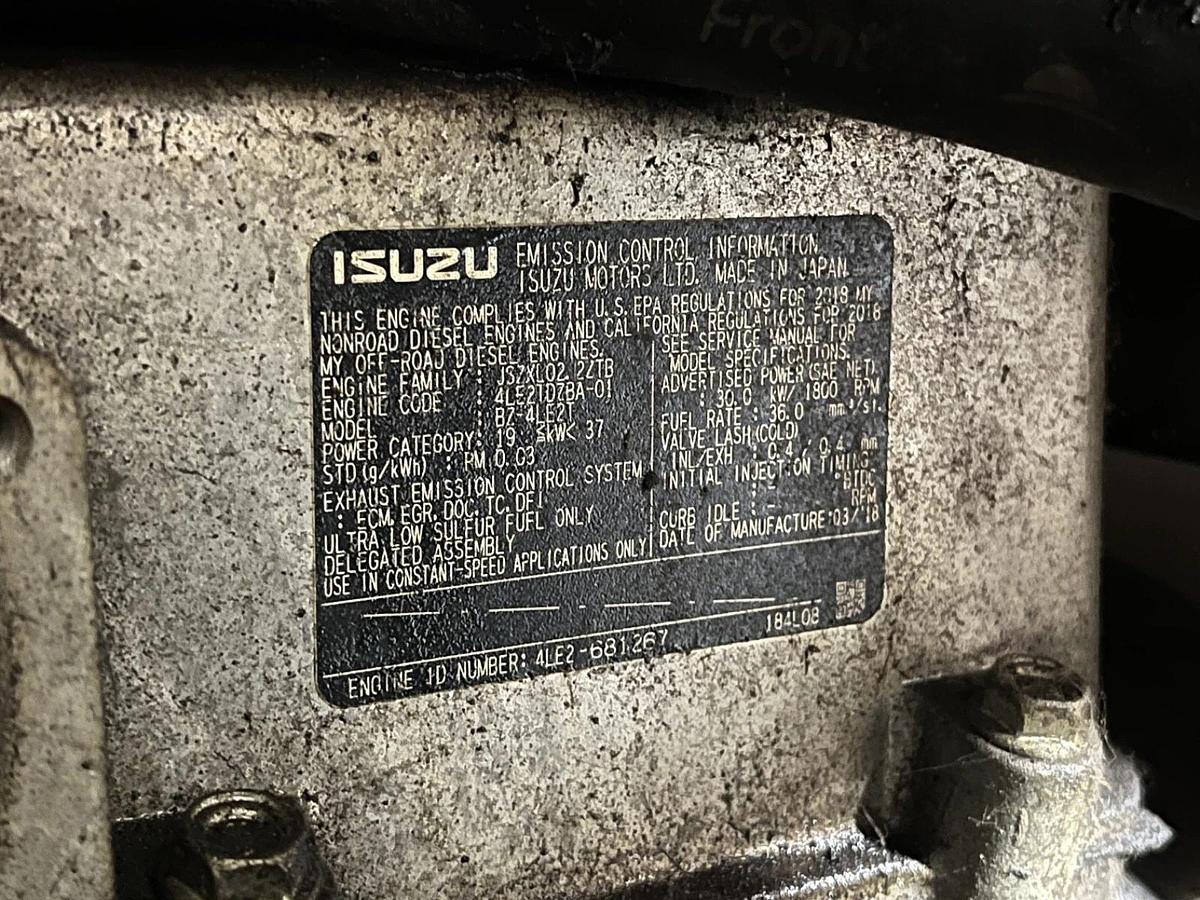 Front
ISUZU EMISSION CONTROL INFORMATION
ISUZU MOTORS LTD. MADE IN JAPAN
THIS ENGINE COMPLIES WITH U.S. EPA REGULATIONS FOR 2018 MY
NONROAD DIESEL ENGINES AND CALIFORNIA REGULATIONS FOR 2018
MY OFF-ROAD DIESEL ENGINES.
ENGINE FAMILY : JSZXL02.2ZTB
ENGINE CODE : 4LE2TDZBA-01
MODEL : BZ-4LE2T
POWER CATEGORY: 19 ≦kW< 37
STD(g/kWh) : PM 0.03
EXHAUST EMISSION CONTROL SYSTEM
: ECM, EGR, DOC, TC, DFI
ULTRA LOW SULFUR FUEL ONLY
DELEGATED ASSEMBLY
USE IN CONSTANT-SPEED APPLICATIONS ONLY
SEE SERVICE MANUAL FOR
MODEL SPECIFICATIONS.
ADVERTISED POWER(SAE NET)
: 30.0 kW/ 1800 RPM
FUEL RATE : 36.0 mm³/st.
VALVE LASH(COLD)
INL/EXH : 0.4 / 0.4 mm
INITIAL INJECTION TIMING
: - °BTDC
CURB IDLE : - RPM
DATE OF MANUFACTURE:03/'18
184L08
ENGINE ID NUMBER: 4LE2-681267